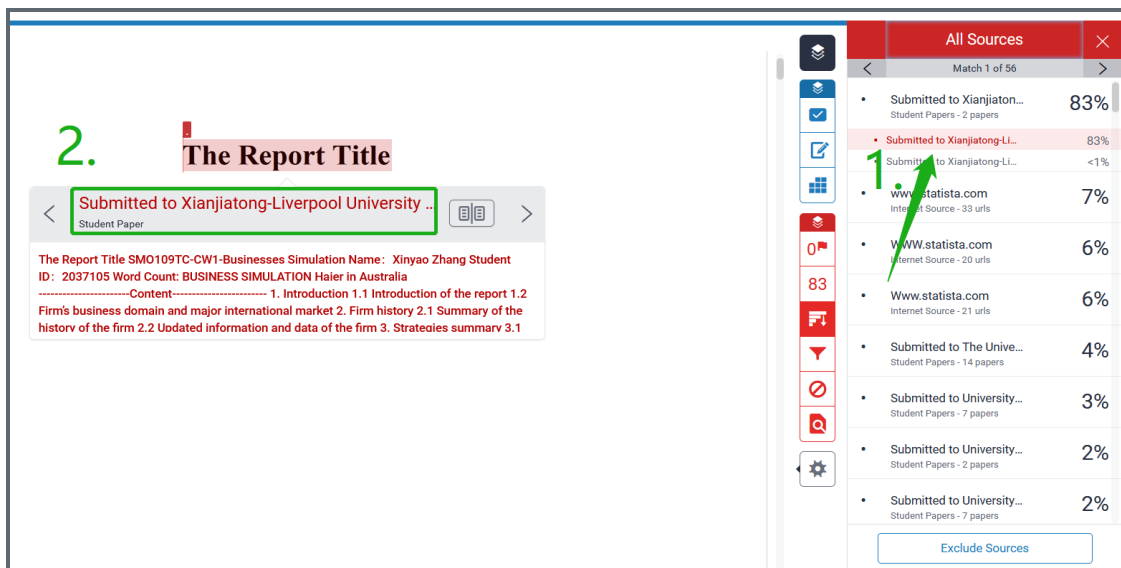 All Sources
Match 1 of 56
2.
The Report Title
Submitted to Xianjiatong-Liverpool University ...
Student Paper
The Report Title SMO109TC-CW1-Businesses Simulation Name：Xinyao Zhang Student
ID：2037105 Word Count: BUSINESS SIMULATION Haier in Australia
-----------------------Content------------------------ 1. Introduction 1.1 Introduction of the report 1.2
Firm's business domain and major international market 2. Firm history 2.1 Summary of the
history of the firm 2.2 Updated information and data of the firm 3. Strategies summary 3.1
0
83
Submitted to Xianjiaton...
83%
Student Papers - 2 papers
Submitted to Xianjiatong-Li...
83%
Submitted to Xianjiatong-Li...
<1%
1.
www.statista.com
7%
Internet Source - 33 urls
WWW.statista.com
6%
Internet Source - 20 urls
Www.statista.com
6%
Internet Source - 21 urls
Submitted to The Unive...
4%
Student Papers - 14 papers
Submitted to University...
3%
Student Papers - 7 papers
Submitted to University...
2%
Student Papers - 2 papers
Submitted to University...
2%
Student Papers - 7 papers
Exclude Sources